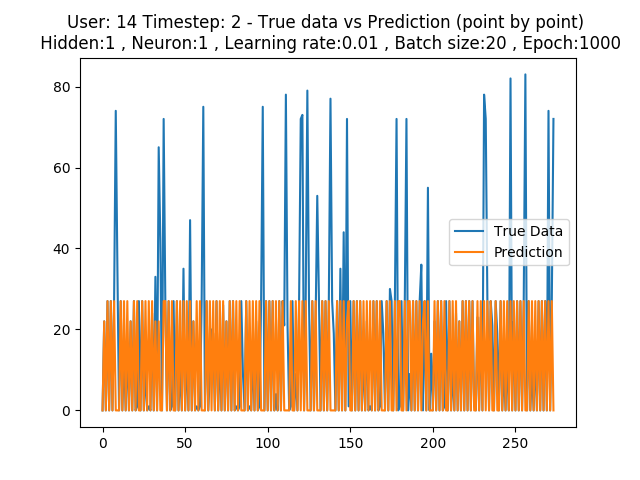 User: 14 Timestep: 2 - True data vs Prediction (point by point)
Hidden:1 , Neuron:1 , Learning rate:0.01 , Batch size:20 , Epoch:1000
80
60
40
20
0
True Data
Prediction
0 50 100 150 200 250